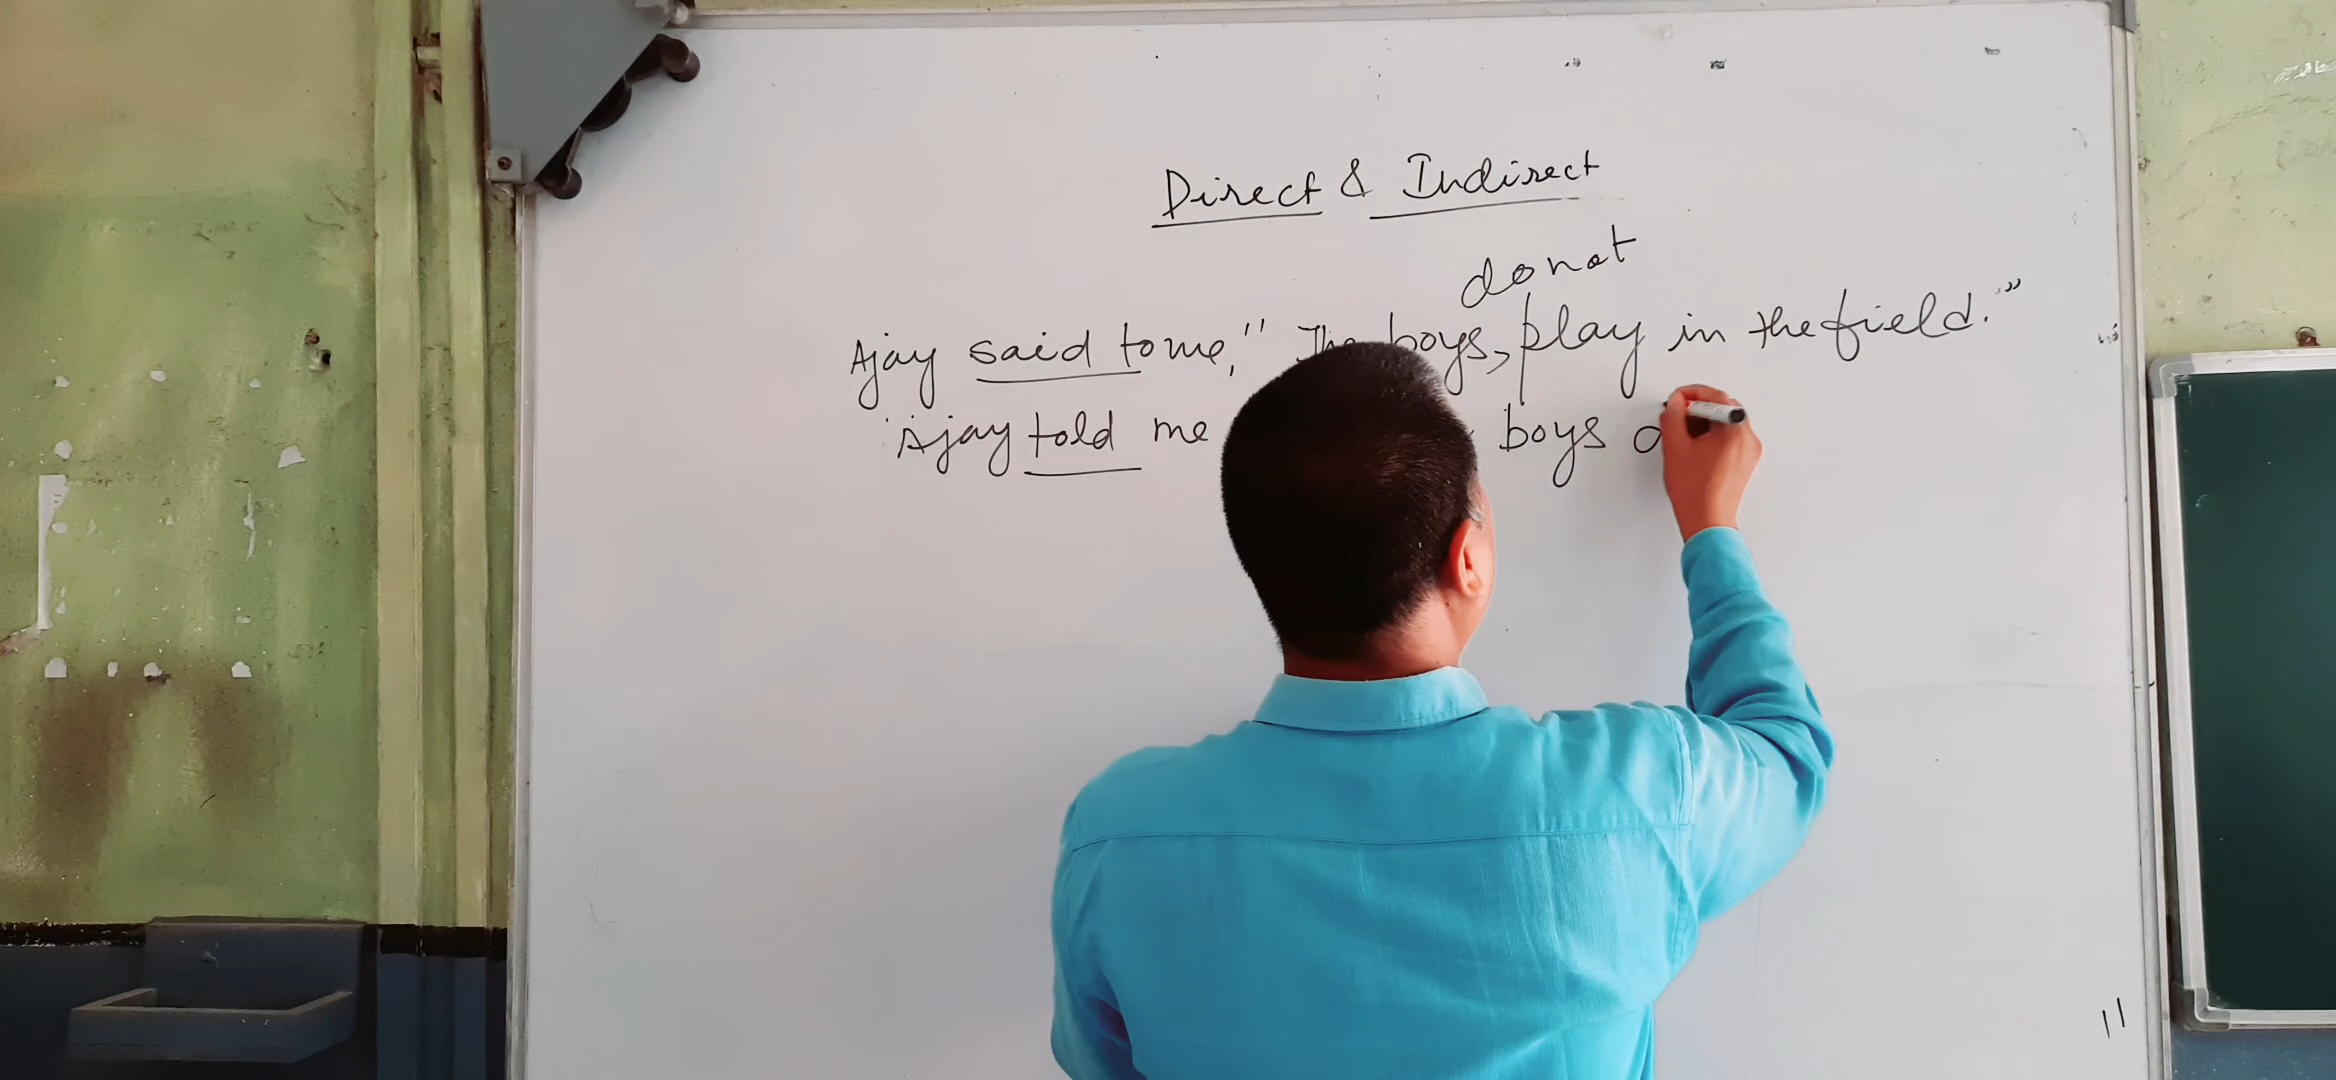 Direct & Indirect
do not
Ajay said to me," The boys, play in the field."
Ajay told me boys